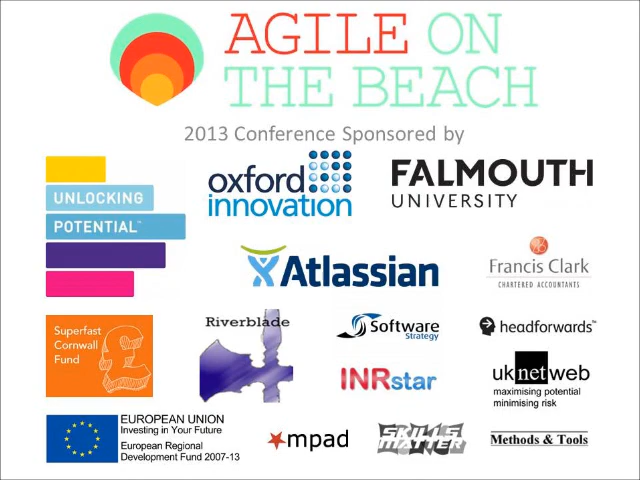 AGILE ON
THE BEACH
2013 Conference Sponsored by
UNLOCKING
POTENTIAL™
oxford
innovation
FALMOUTH
UNIVERSITY
Atlassian
Francis Clark
CHARTERED ACCOUNTANTS
Superfast
Cornwall
Fund
Riverblade
Software
Strategy
headforwards™
INRstar
uknetweb
maximising potential
minimising risk
EUROPEAN UNION
Investing in Your Future
European Regional
Development Fund 2007-13
mpad
SKILLS
MATTER
Methods & Tools